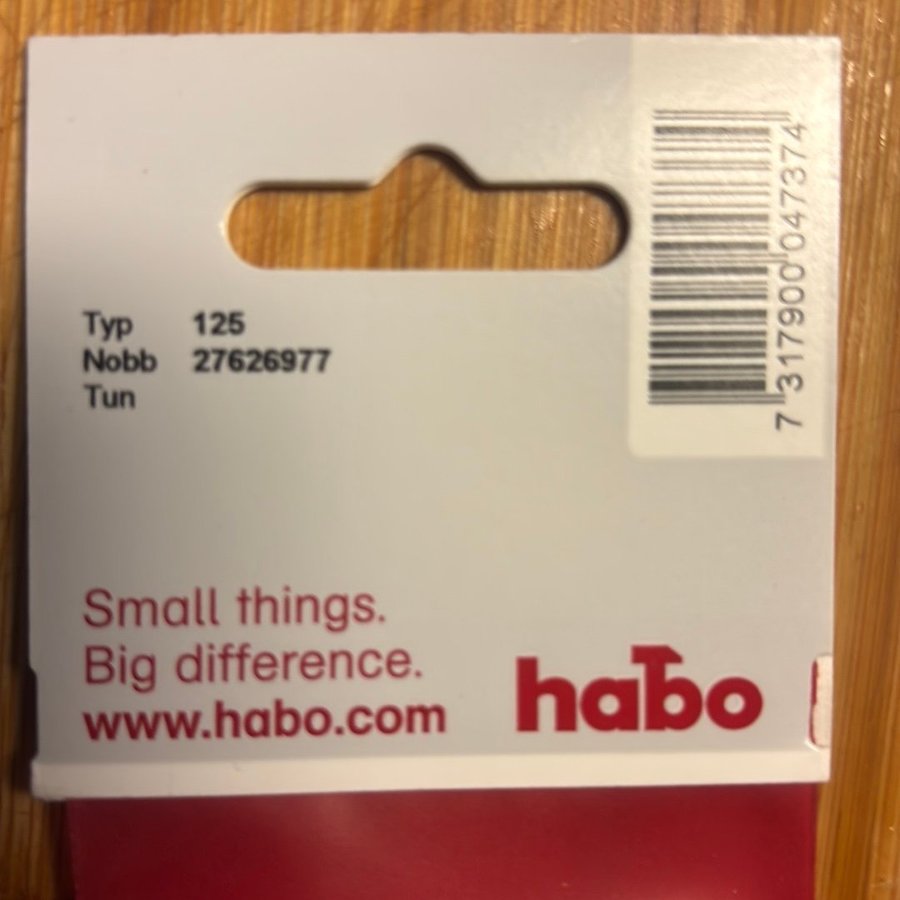 7 317900 047374
Typ 125
Nobb 27626977
Tun
Small things.
Big difference.
www.habo.com
habo